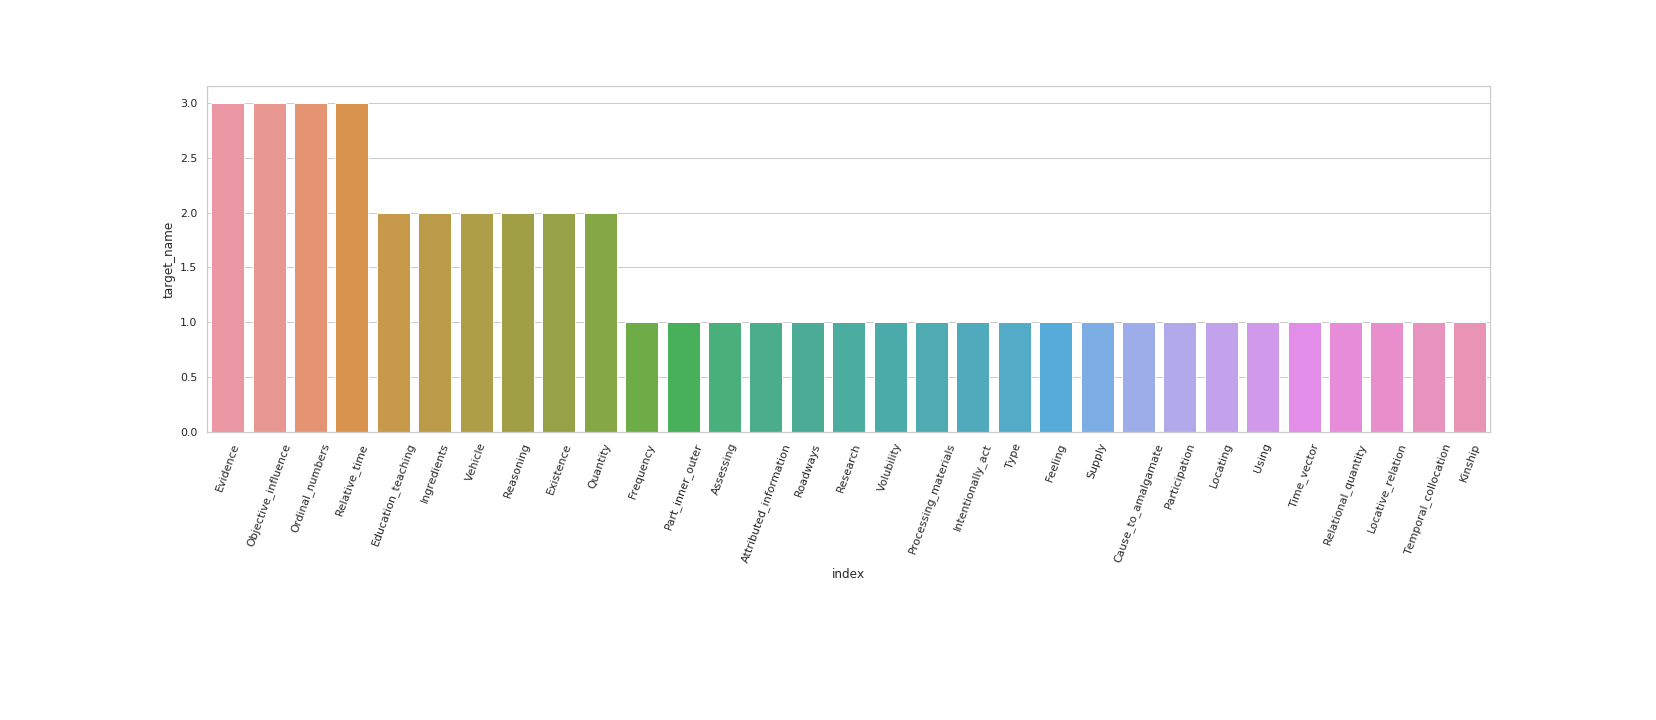 3.0
2.5
2.0
1.5
1.0
0.5
0.0
target_name
Evidence
Objective_influence
Ordinal_numbers
Relative_time
Education_teaching
Ingredients
Vehicle
Reasoning
Existence
Quantity
Frequency
Part_inner_outer
Assessing
Attributed_information
Roadways
Research
Volubility
Processing_materials
Intentionally_act
Type
Feeling
Supply
Cause_to_amalgamate
Participation
Locating
Using
Time_vector
Relational_quantity
Locative_relation
Temporal_collocation
Kinship
index